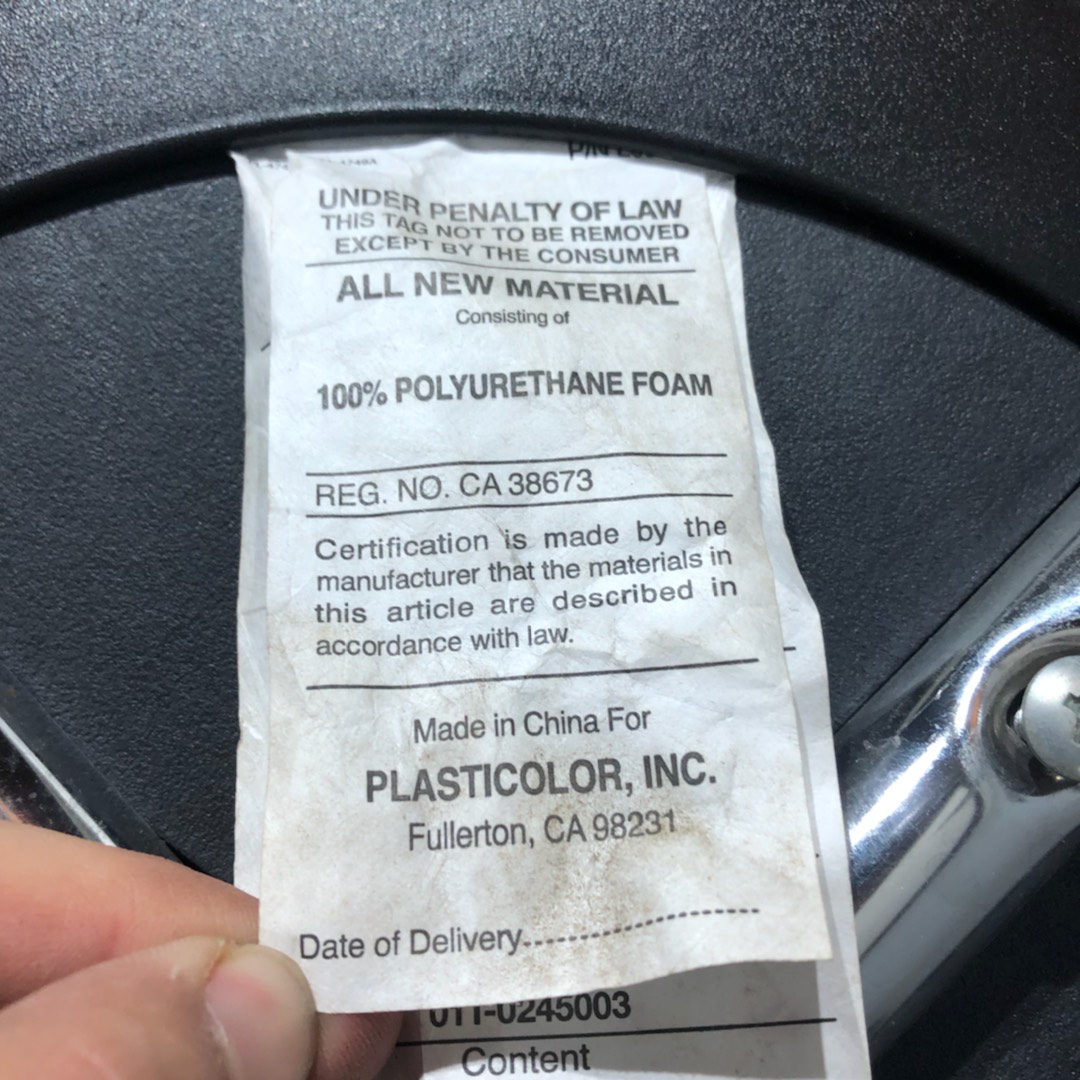 P/N
UNDER PENALTY OF LAW
THIS TAG NOT TO BE REMOVED
EXCEPT BY THE CONSUMER
ALL NEW MATERIAL
Consisting of
100% POLYURETHANE FOAM
REG. NO. CA 38673
Certification is made by the
manufacturer that the materials in
this article are described in
accordance with law.
Made in China For
PLASTICOLOR, INC.
Fullerton, CA 98231
Date of Delivery
011-0245003
Content